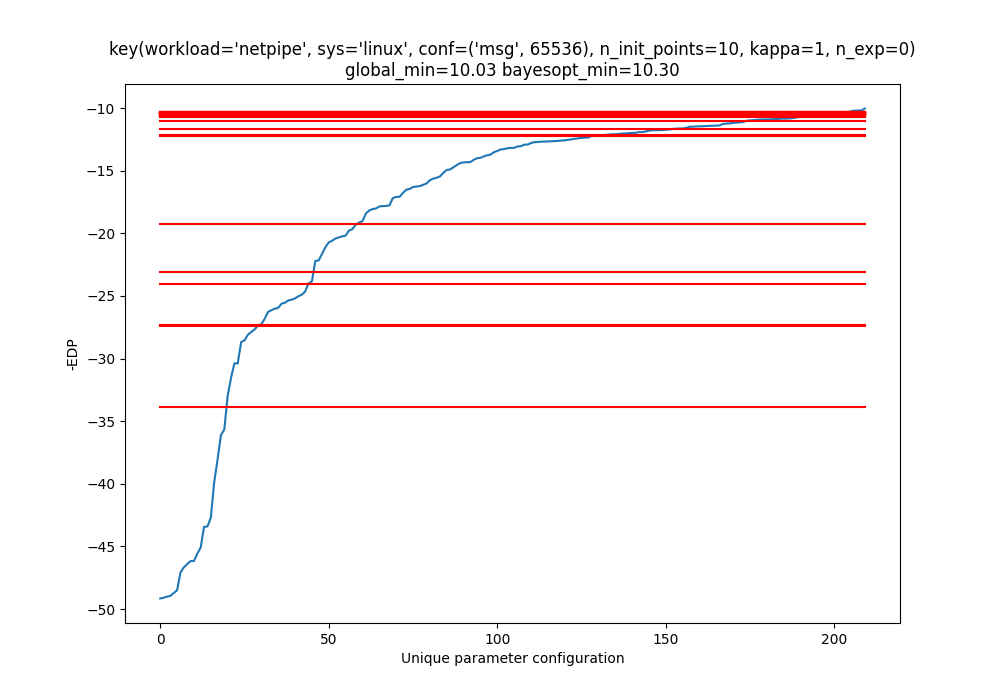 key(workload='netpipe', sys='linux', conf=('msg', 65536), n_init_points=10, kappa=1, n_exp=0)
global_min=10.03 bayesopt_min=10.30
−10
−15
−20
−25
−30
−35
−40
−45
−50
-EDP
0 50 100 150 200
Unique parameter configuration